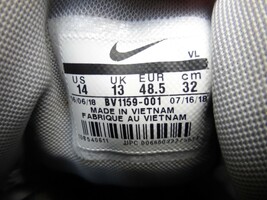 VL
US UK EUR cm
14 13 48.5 32
06/06/18 BV1159-001 07/16/18
MADE IN VIETNAM
FABRIQUE AU VIETNAM